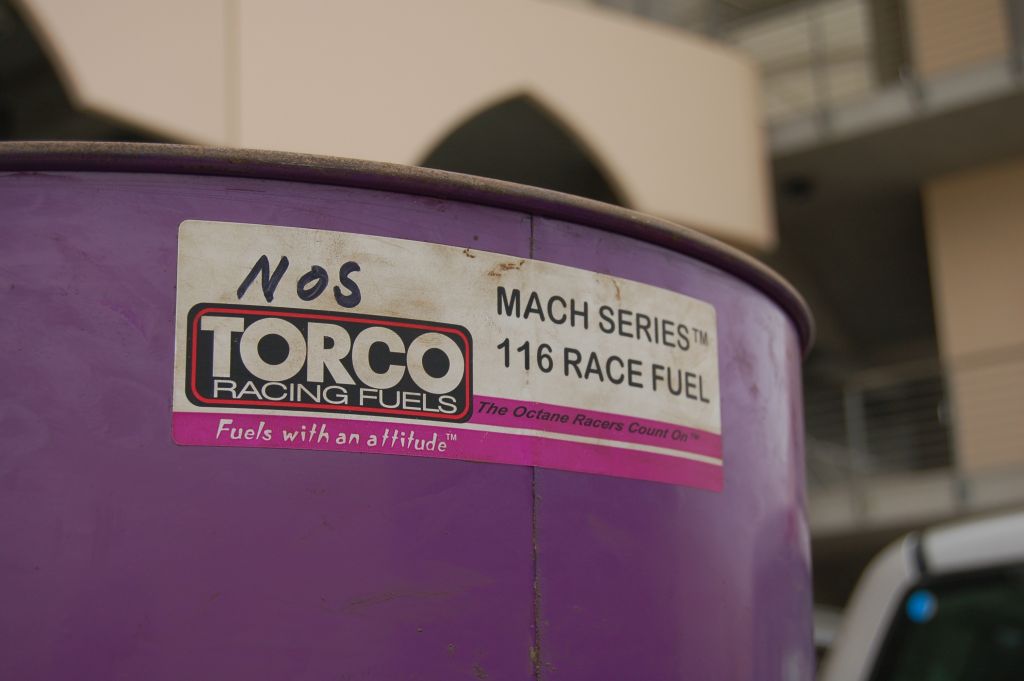 NOS
TORCO
RACING FUELS
Fuels with an attitude™
MACH SERIES™
116 RACE FUEL
The Octane Racers Count On™